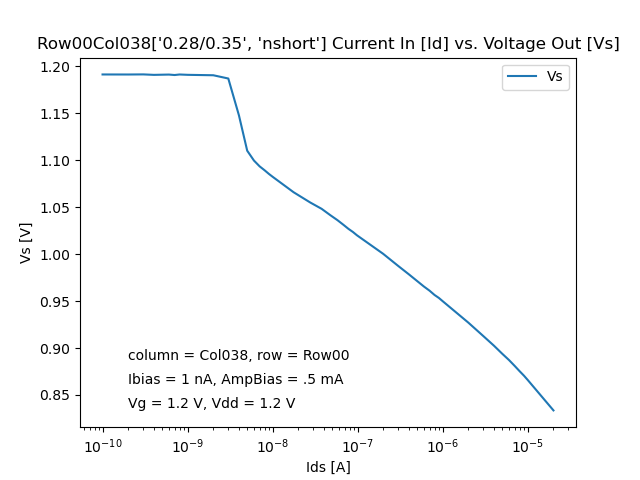 Row00Col038['0.28/0.35', 'nshort'] Current In [Id] vs. Voltage Out [Vs]
Vs
1.20
1.15
1.10
1.05
1.00
0.95
0.90
0.85
Vs [V]
column = Col038, row = Row00
Ibias = 1 nA, AmpBias = .5 mA
Vg = 1.2 V, Vdd = 1.2 V
10⁻¹⁰ 10⁻⁹ 10⁻⁸ 10⁻⁷ 10⁻⁶ 10⁻⁵
Ids [A]